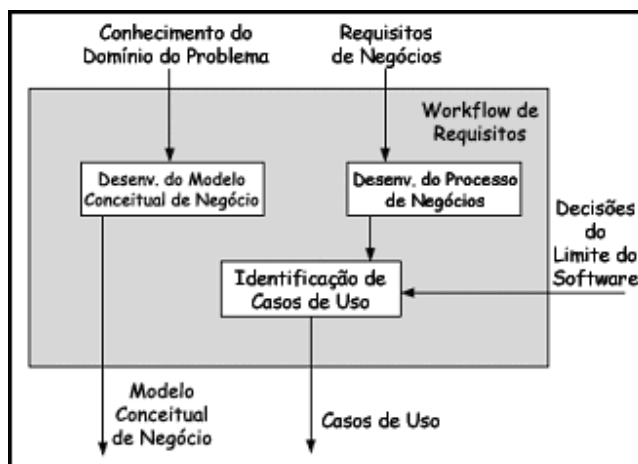 Conhecimento do
Domínio do Problema
Requisitos
de Negócios
Workflow de
Requisitos
Desenv. do Modelo
Conceitual de Negócio
Desenv. do Processo
de Negócios
Decisões
do
Limite do
Software
Identificação de
Casos de Uso
Modelo
Conceitual
de Negócio
Casos de Uso